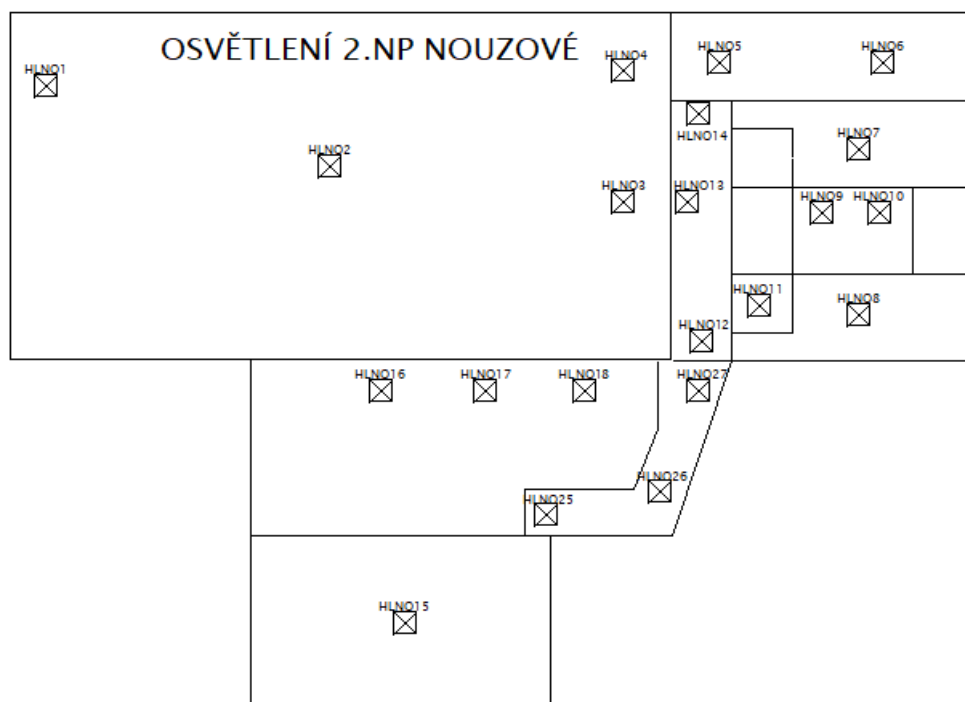 OSVĚTLENÍ 2.NP NOUZOVÉ
HLNO1
HLNO4
HLNO5
HLNO6
HLNO14
HLNO7
HLNO2
HLNO3
HLNO13
HLNO9
HLNO10
HLNO11
HLNO8
HLNO12
HLNO16
HLNO17
HLNO18
HLNO27
HLNO26
HLNO25
HLNO15